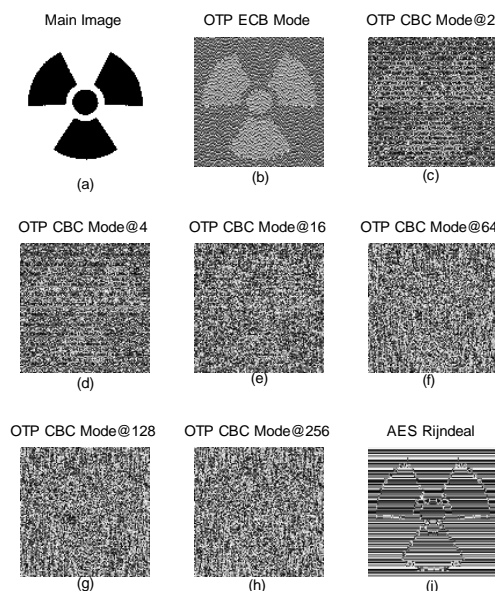 Main Image
OTP ECB Mode
OTP CBC Mode@2
(a)
(b)
(c)
OTP CBC Mode@4
OTP CBC Mode@16
OTP CBC Mode@64
(d)
(e)
(f)
OTP CBC Mode@128
OTP CBC Mode@256
AES Rijndeal
(g)
(h)
(i)